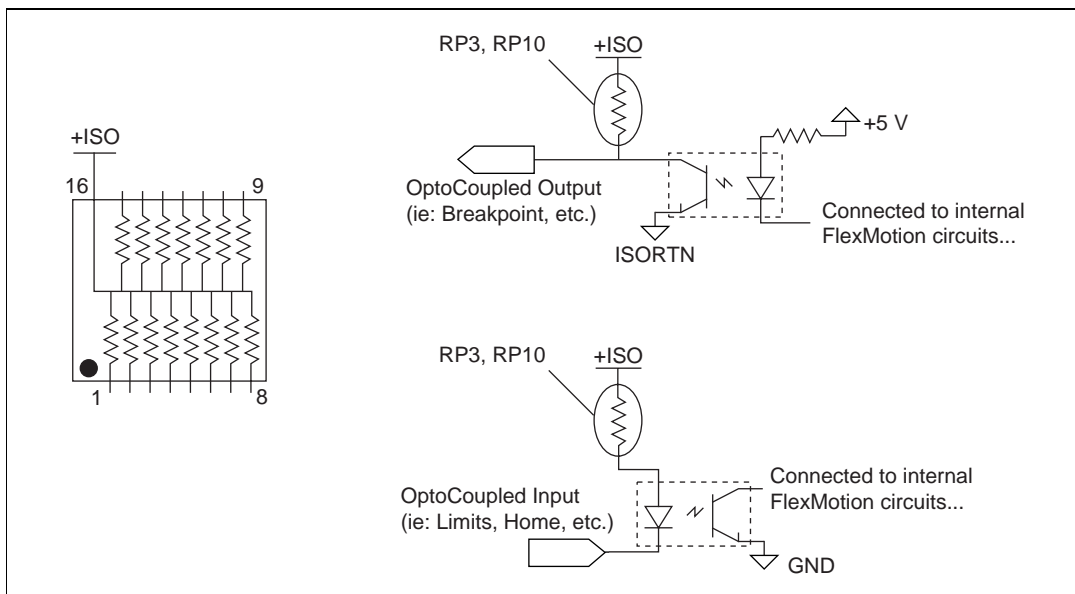 +ISO
16
9
1
8
RP3, RP10
+ISO
+5 V
OptoCoupled Output
(ie: Breakpoint, etc.)
ISORTN
Connected to internal
FlexMotion circuits...
RP3, RP10
+ISO
OptoCoupled Input
(ie: Limits, Home, etc.)
Connected to internal
FlexMotion circuits...
GND